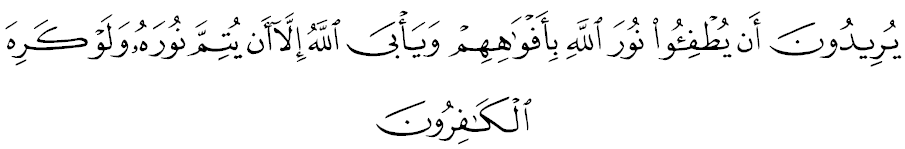 يُرِيدُونَ أَن يُطْفِـُٔوا۟ نُورَ ٱللَّهِ بِأَفْوَٰهِهِمْ وَيَأْبَى ٱللَّهُ إِلَّآ أَن يُتِمَّ نُورَهُۥ وَلَوْ كَرِهَ
ٱلْكَـٰفِرُونَ